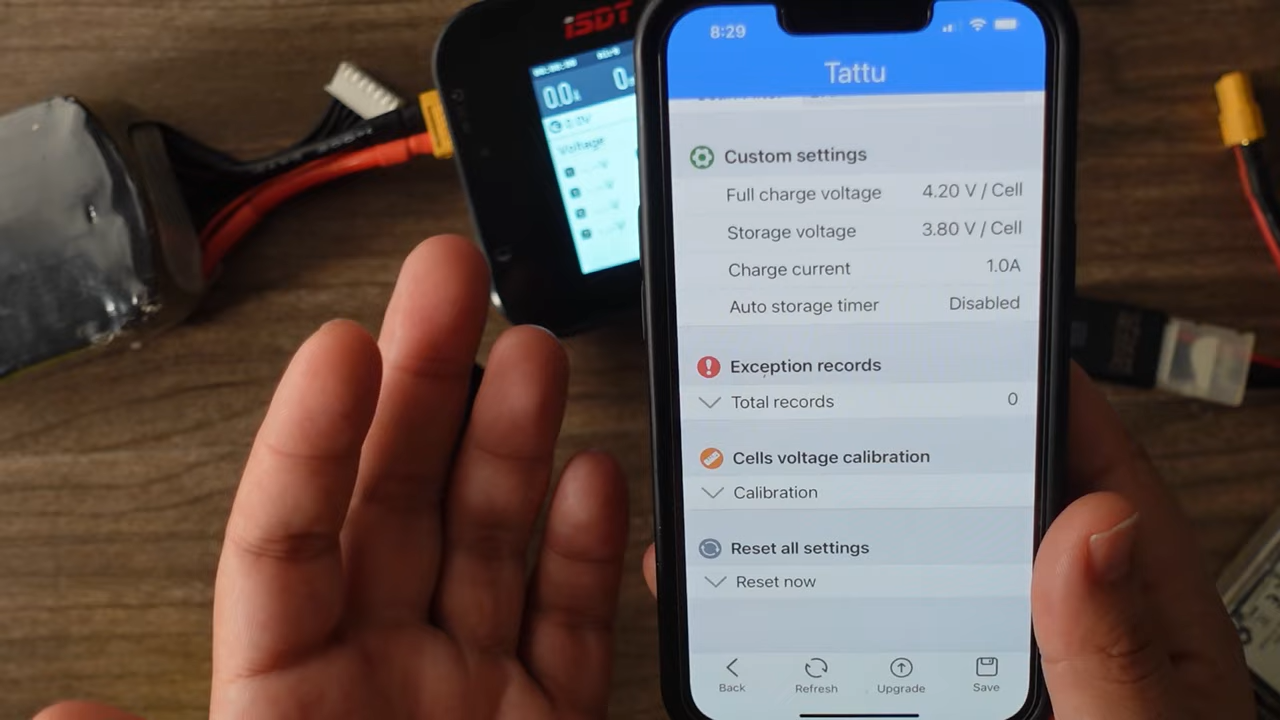 iSDT
0.0A
0.0V
Voltage
8:29
Tattu
Custom settings
Full charge voltage 4.20 V / Cell
Storage voltage 3.80 V / Cell
Charge current 1.0A
Auto storage timer Disabled
Exception records
Total records 0
Cells voltage calibration
Calibration
Reset all settings
Reset now
Back Refresh Upgrade Save